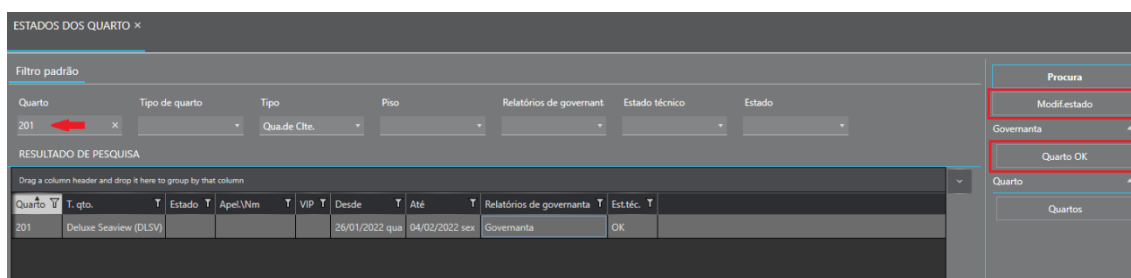 ESTADOS DOS QUARTO ×
Filtro padrão
Quarto Tipo de quarto Tipo Piso Relatórios de governant Estado técnico Estado
201 × Qua.de Clte.
RESULTADO DE PESQUISA
Drag a column header and drop it here to group by that column
Quarto T. qto. Estado Apel.\Nm VIP Desde Até Relatórios de governanta Est.téc.
201 Deluxe Seaview (DLSV) 26/01/2022 qua 04/02/2022 sex Governanta OK
Procura
Modif.estado
Governanta
Quarto OK
Quarto
Quartos